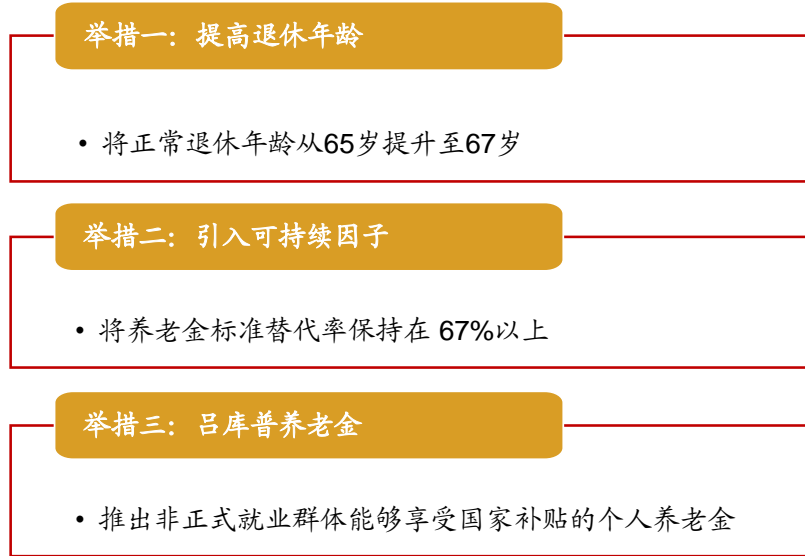 举措一：提高退休年龄
• 将正常退休年龄从65岁提升至67岁
举措二：引入可持续因子
• 将养老金标准替代率保持在 67%以上
举措三：吕库普养老金
• 推出非正式就业群体能够享受国家补贴的个人养老金